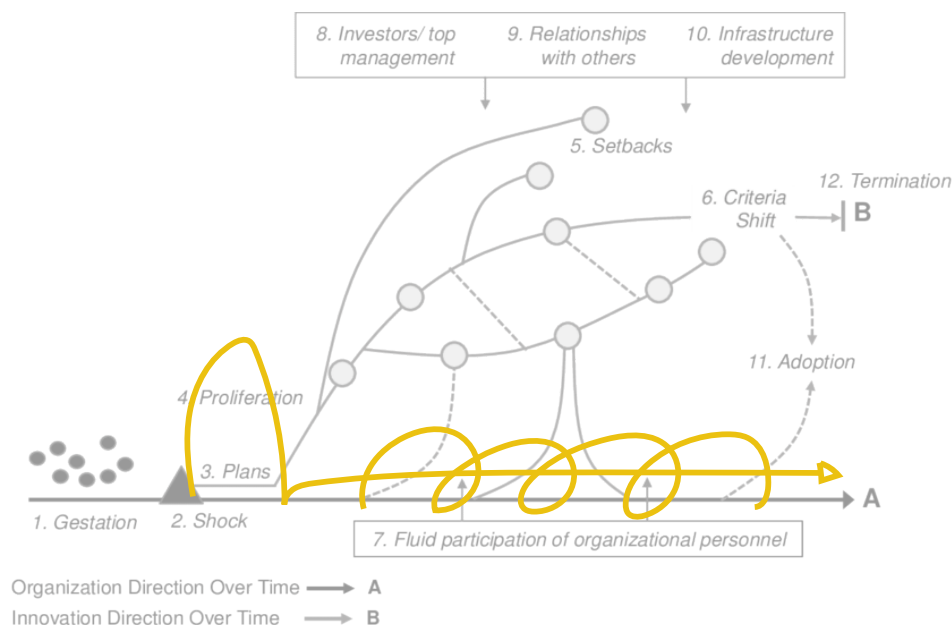 8. Investors/ top
management
9. Relationships
with others
10. Infrastructure
development
5. Setbacks
12. Termination
6. Criteria
Shift
B
11. Adoption
4. Proliferation
3. Plans
A
1. Gestation
2. Shock
7. Fluid participation of organizational personnel
Organization Direction Over Time A
Innovation Direction Over Time B